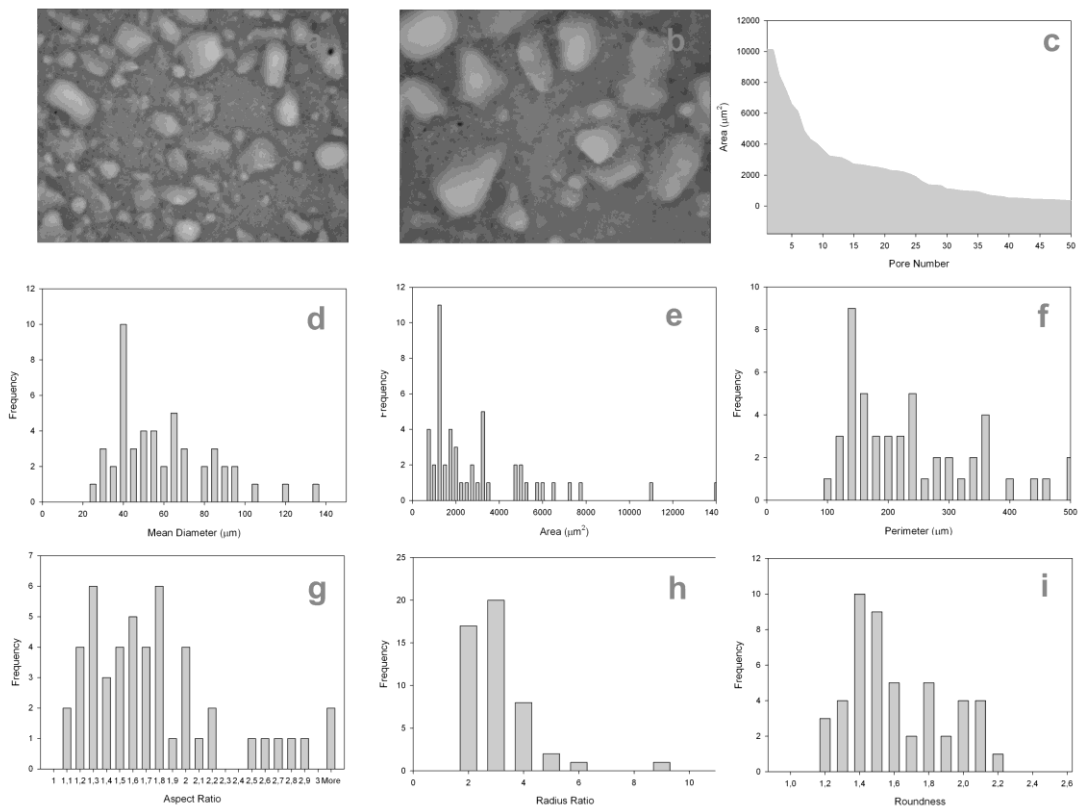 a
b
c
12000
10000
8000
6000
4000
2000
0
Area (μm²)
5 10 15 20 25 30 35 40 45 50
Pore Number
d
12
10
8
6
4
2
0
Frequency
0 20 40 60 80 100 120 140
Mean Diameter (μm)
e
12
10
8
6
4
2
0
Frequency
0 2000 4000 6000 8000 10000 12000 140
Area (μm²)
f
10
8
6
4
2
0
Frequency
0 100 200 300 400 500
Perimeter (μm)
g
7
6
5
4
3
2
1
0
Frequency
1 1,1 1,2 1,3 1,4 1,5 1,6 1,7 1,8 1,9 2 2,1 2,2 2,3 2,4 2,5 2,6 2,7 2,8 2,9 3 More
Aspect Ratio
h
25
20
15
10
5
0
Frequency
0 2 4 6 8 10
Radius Ratio
i
12
10
8
6
4
2
0
Frequency
1,0 1,2 1,4 1,6 1,8 2,0 2,2 2,4 2,6
Roundness